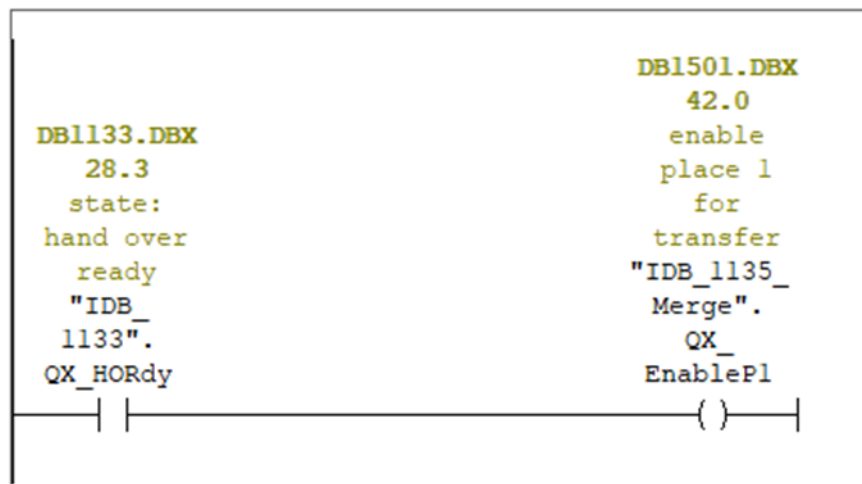 DB1133.DBX
28.3
state:
hand over
ready
"IDB_
1133".
QX_HORdy
DB1501.DBX
42.0
enable
place 1
for
transfer
"IDB_1135_
Merge".
QX_
EnableP1